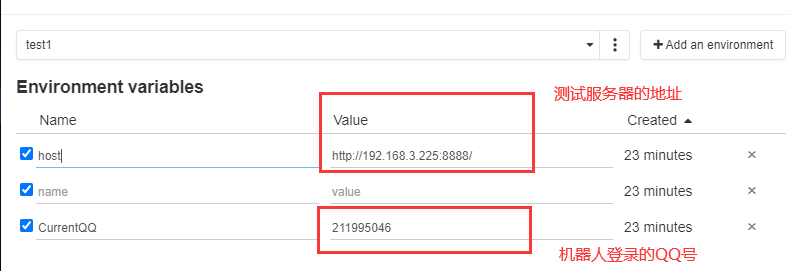 test1
+ Add an environment
Environment variables
测试服务器的地址
Name Value Created
host http://192.168.3.225:8888/ 23 minutes ×
name value 23 minutes ×
CurrentQQ 211995046 23 minutes ×
机器人登录的QQ号